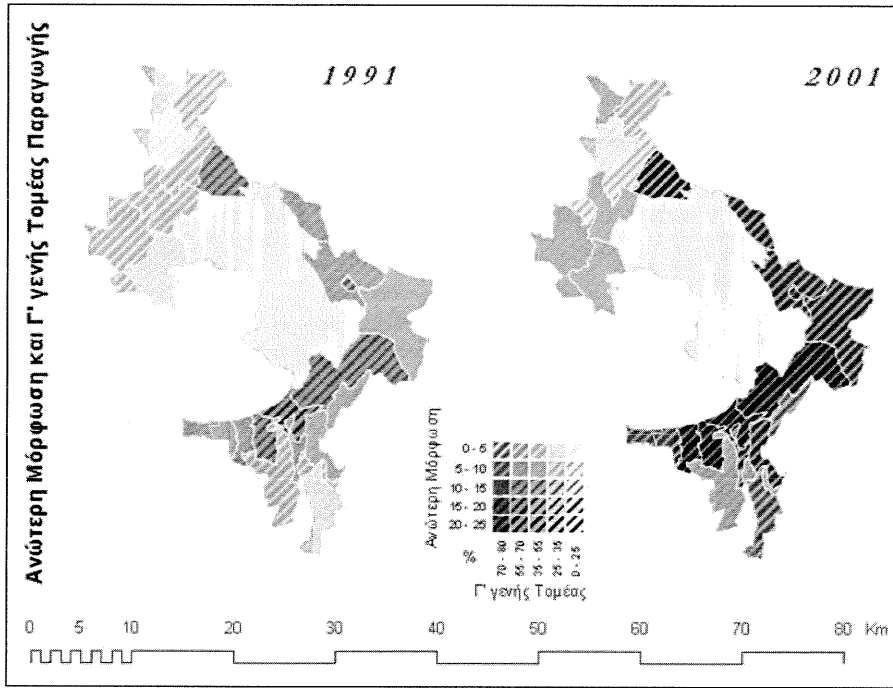 Ανώτερη Μόρφωση και Γ' γενής Τομέας Παραγωγής
1991
2001
Ανώτερη Μόρφωση
0 - 5
5 - 10
10 - 15
15 - 20
20 - 25
%
70 - 80
55 - 70
35 - 55
25 - 35
0 - 25
Γ' γενής Τομέας
0 10 20 30 40 50 60 70 80 Km